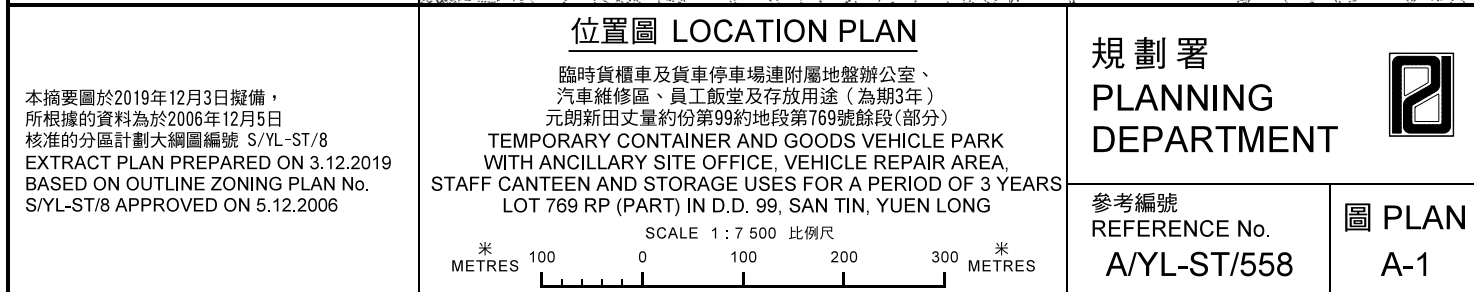 本摘要圖於2019年12月3日擬備，
所根據的資料為於2006年12月5日
核准的分區計劃大綱圖編號 S/YL-ST/8
EXTRACT PLAN PREPARED ON 3.12.2019
BASED ON OUTLINE ZONING PLAN No.
S/YL-ST/8 APPROVED ON 5.12.2006
位置圖 LOCATION PLAN
臨時貨櫃車及貨車停車場連附屬地盤辦公室、
汽車維修區、員工飯堂及存放用途（為期3年）
元朗新田丈量約份第99約地段第769號餘段(部分)
TEMPORARY CONTAINER AND GOODS VEHICLE PARK
WITH ANCILLARY SITE OFFICE, VEHICLE REPAIR AREA,
STAFF CANTEEN AND STORAGE USES FOR A PERIOD OF 3 YEARS
LOT 769 RP (PART) IN D.D. 99, SAN TIN, YUEN LONG
SCALE 1 : 7 500 比例尺
米 METRES 100 0 100 200 300 米 METRES
規劃署
PLANNING
DEPARTMENT
參考編號
REFERENCE No.
A/YL-ST/558
圖 PLAN
A-1